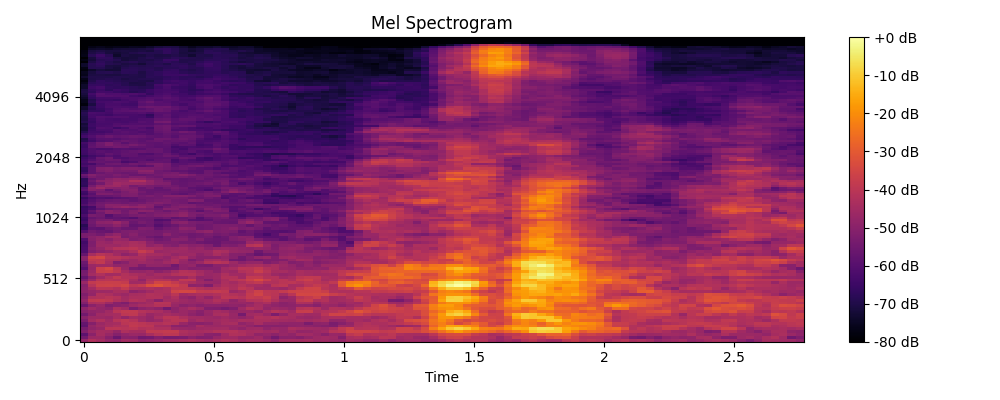 Mel Spectrogram
+0 dB
4096
-10 dB
-20 dB
2048
-30 dB
Hz
-40 dB
1024
-50 dB
512
-60 dB
-70 dB
0
-80 dB
0 0.5 1 1.5 2 2.5
Time